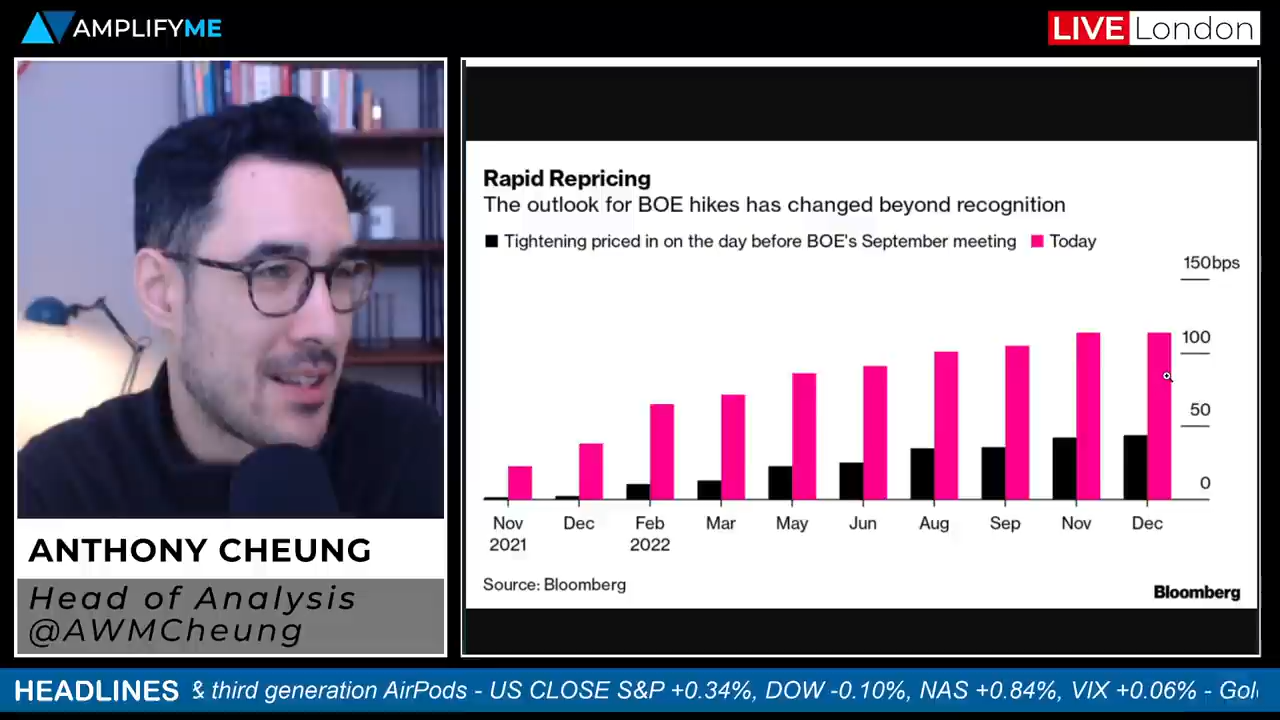 AMPLIFYME
LIVE London
Rapid Repricing
The outlook for BOE hikes has changed beyond recognition
Tightening priced in on the day before BOE's September meeting Today
150bps
100
50
0
Nov Dec Feb Mar May Jun Aug Sep Nov Dec
2021 2022
Source: Bloomberg
Bloomberg
ANTHONY CHEUNG
Head of Analysis
@AWMCheung
HEADLINES & third generation AirPods - US CLOSE S&P +0.34%, DOW -0.10%, NAS +0.84%, VIX +0.06% - Gol